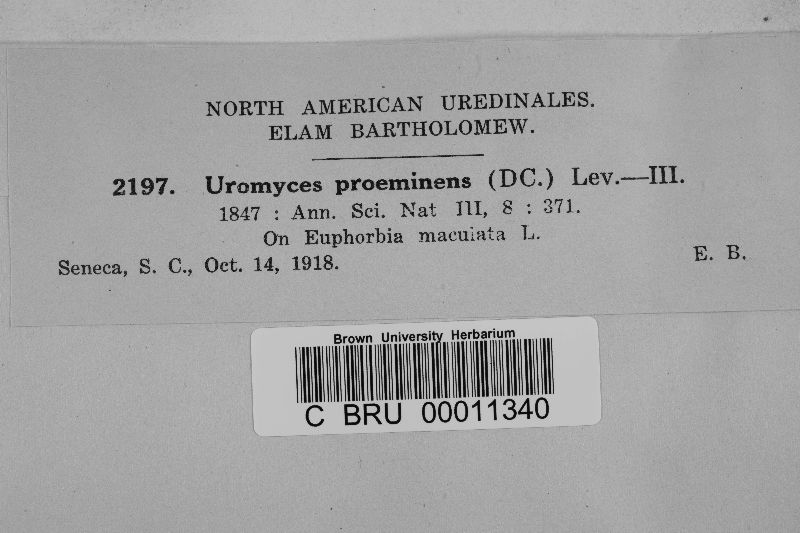 NORTH AMERICAN UREDINALES.
ELAM BARTHOLOMEW.
2197. Uromyces proeminens (DC.) Lev.—III.
1847 : Ann. Sci. Nat III, 8 : 371.
On Euphorbia macuiata L.
Seneca, S. C., Oct. 14, 1918.
E. B.
Brown University Herbarium
C BRU 00011340